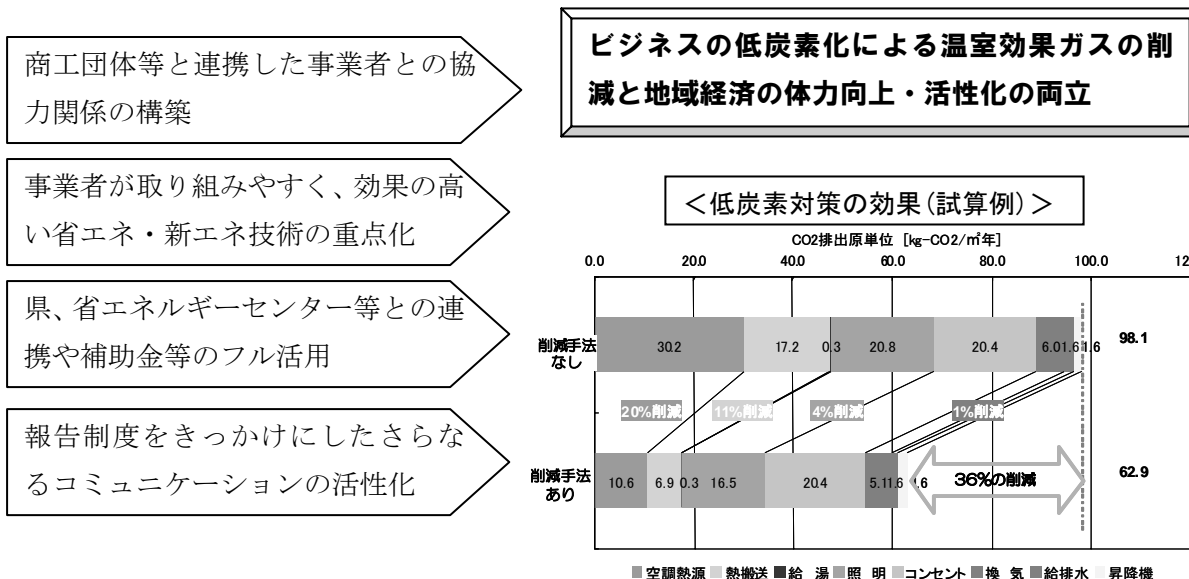 商工団体等と連携した事業者との協
力関係の構築
事業者が取り組みやすく、効果の高
い省エネ・新エネ技術の重点化
県、省エネルギーセンター等との連
携や補助金等のフル活用
報告制度をきっかけにしたさらな
るコミュニケーションの活性化
ビジネスの低炭素化による温室効果ガスの削
減と地域経済の体力向上・活性化の両立
＜低炭素対策の効果(試算例)＞
CO2排出原単位 [㎏-CO2/㎡年]
0.0 20.0 40.0 60.0 80.0 100.0 12
削減手法
なし
30.2 17.2 0.3 20.8 20.4 6.0 1.6 1.6 98.1
20%削減 11%削減 4%削減 1%削減
削減手法
あり
10.6 6.9 0.3 16.5 20.4 5.1 1.6 1.6 36%の削減 62.9
空調熱源 熱搬送 給 湯 照 明 コンセント 換 気 給排水 昇降機